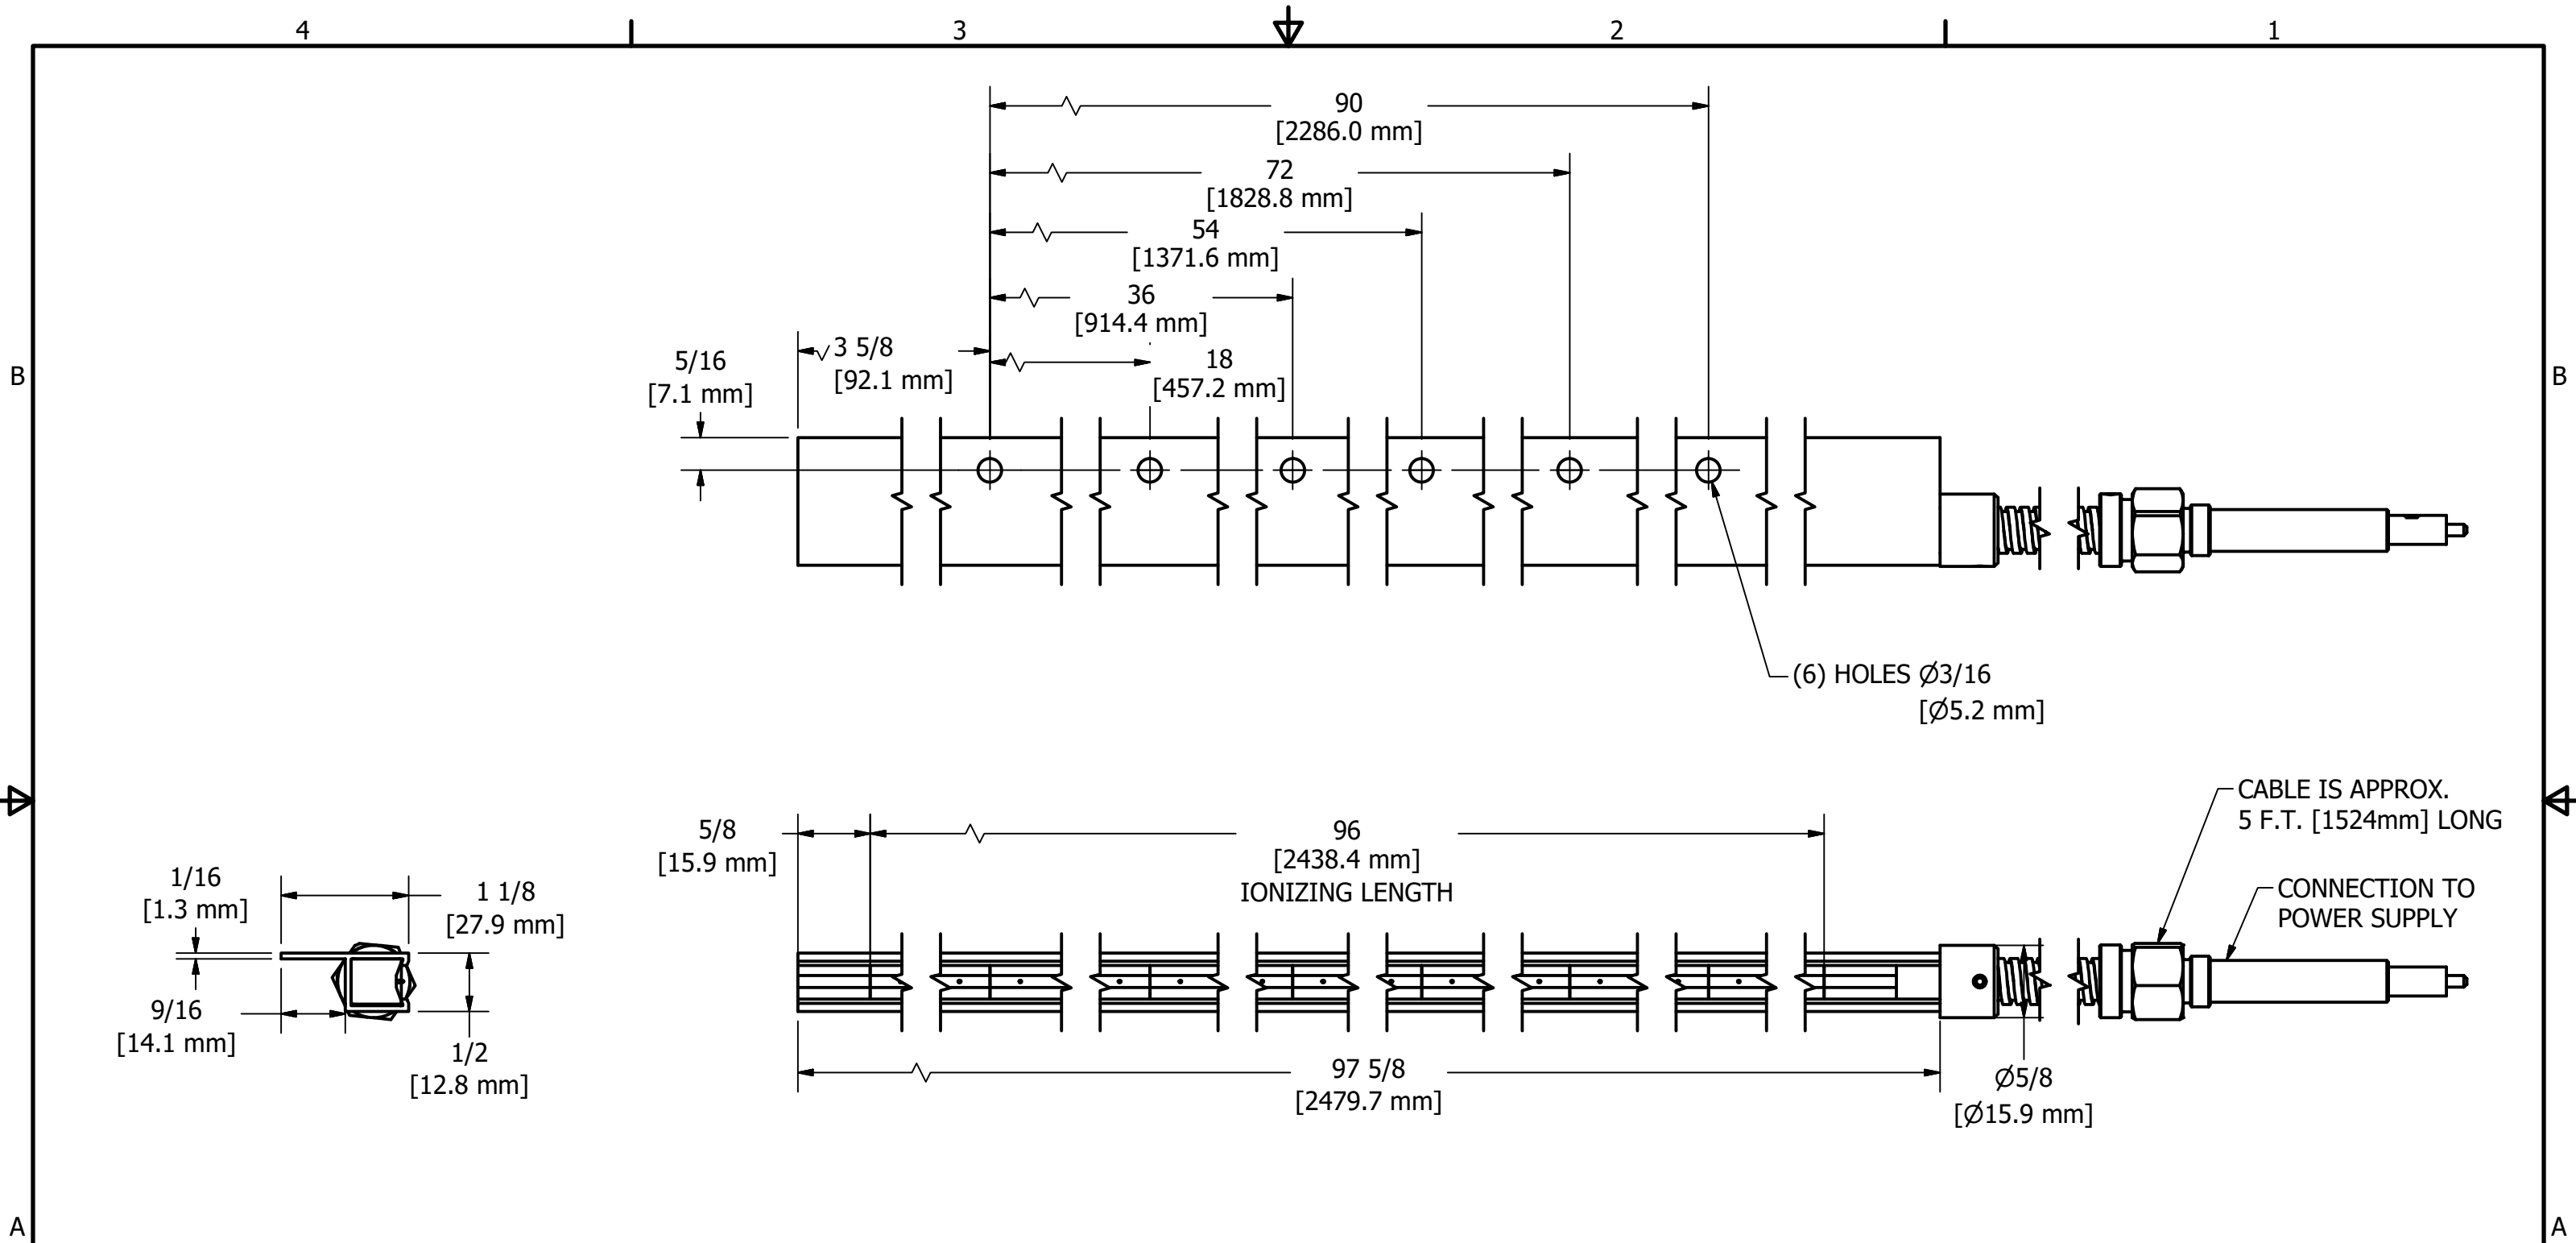 4
3
2
1
90
[2286.0 mm]
72
[1828.8 mm]
54
[1371.6 mm]
36
[914.4 mm]
3 5/8
[92.1 mm]
18
[457.2 mm]
5/16
[7.1 mm]
B
B
(6) HOLES Ø3/16
[Ø5.2 mm]
CABLE IS APPROX.
5 F.T. [1524mm] LONG
CONNECTION TO
POWER SUPPLY
5/8
[15.9 mm]
96
[2438.4 mm]
IONIZING LENGTH
1/16
[1.3 mm]
1 1/8
[27.9 mm]
9/16
[14.1 mm]
1/2
[12.8 mm]
97 5/8
[2479.7 mm]
Ø5/8
[Ø15.9 mm]
A
A